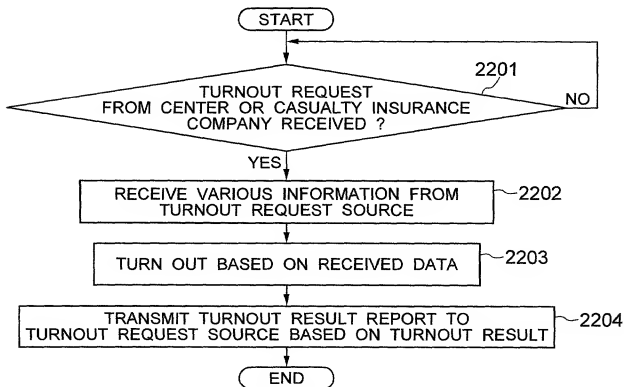 START
2201
TURNOUT REQUEST
FROM CENTER OR CASUALTY INSURANCE
COMPANY RECEIVED ?
NO
YES
RECEIVE VARIOUS INFORMATION FROM
TURNOUT REQUEST SOURCE
2202
TURN OUT BASED ON RECEIVED DATA
2203
TRANSMIT TURNOUT RESULT REPORT TO
TURNOUT REQUEST SOURCE BASED ON TURNOUT RESULT
2204
END